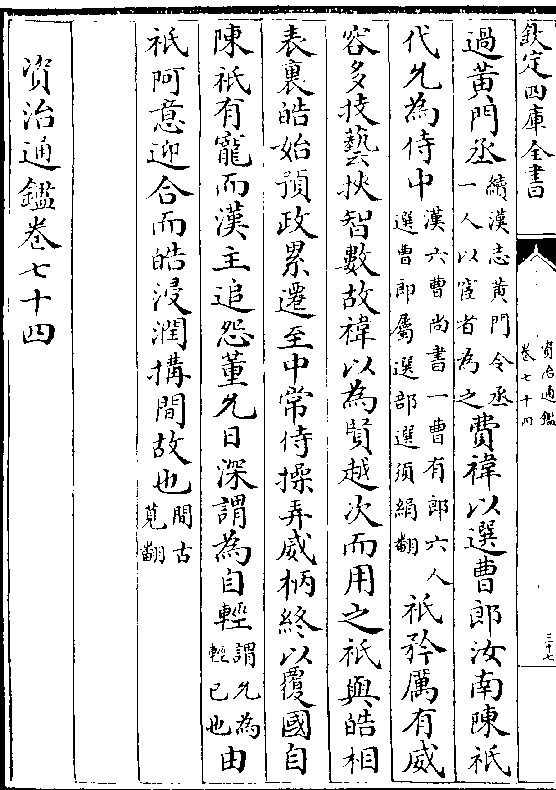 欽定四庫全書
資治通鑑
卷七十四
三十七
過黃門丞續漢志黃門令丞一人以宦者為之費禕以選曹郎汝南陳祗
代允為侍中漢六曹尚書一曹有郎六人選曹郎屬選部選須絹翻祗矜厲有威
容多技藝挾智數故禕以為賢越次而用之祗與皓相
表裏皓始預政累遷至中常侍操弄威柄終以覆國自
陳祗有寵而漢主追怨董允日深謂為自輕謂允為輕已也由
祗阿意迎合而皓浸潤搆間故也間古莧翻
資治通鑑卷七十四